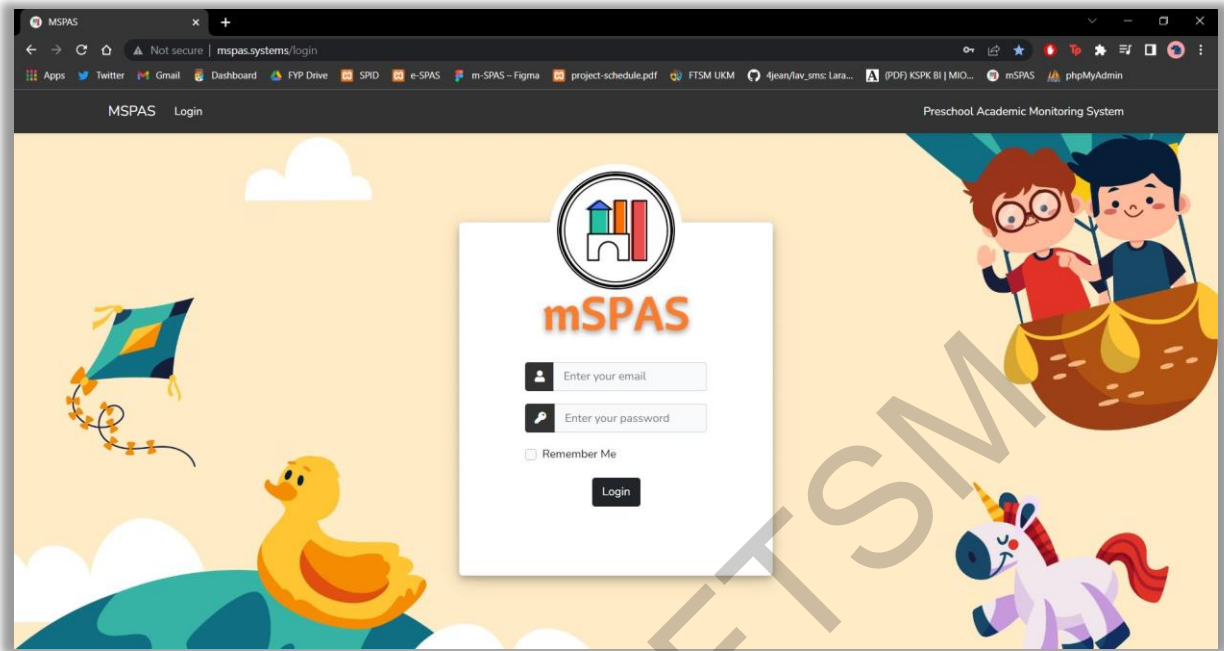 MSPAS
Not secure | mspas.systems/login
Apps Twitter Gmail Dashboard FYP Drive SPID e-SPAS m-SPAS – Figma project-schedule.pdf FTSM UKM 4jean/lav_sms: Lara... (PDF) KSPK BI | MIO... mSPAS phpMyAdmin
MSPAS Login Preschool Academic Monitoring System
mSPAS
Enter your email
Enter your password
Remember Me
Login
FTSM